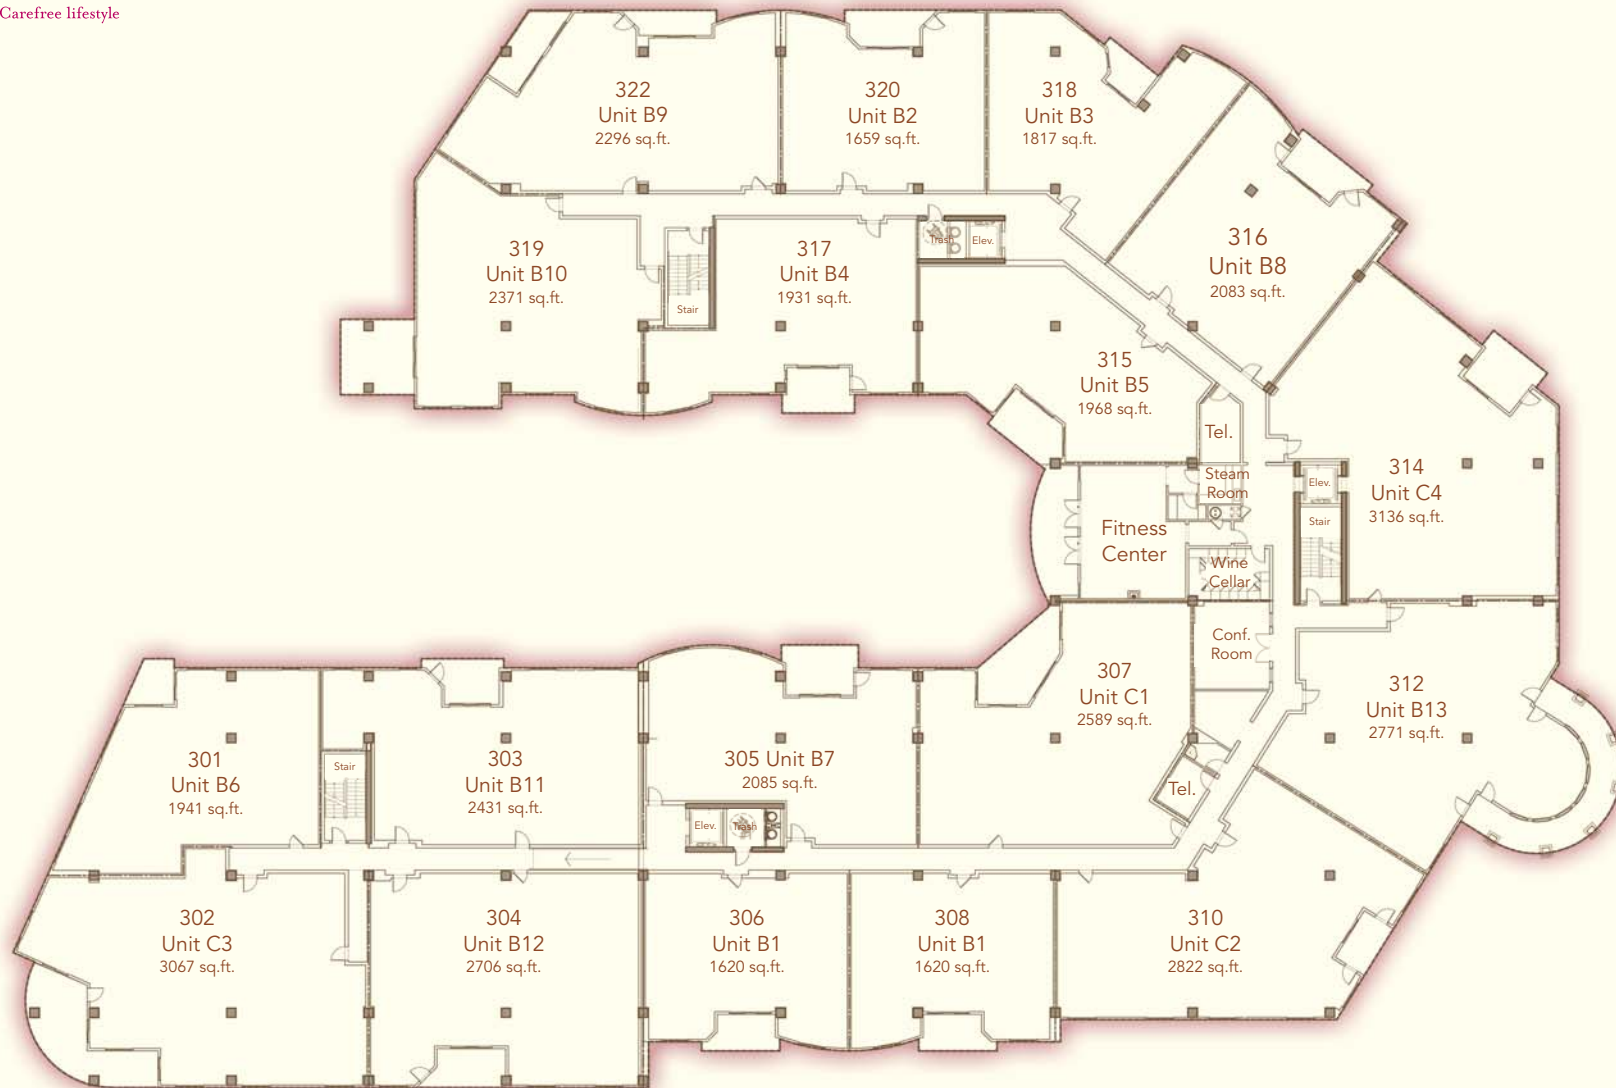 Carefree lifestyle
322
Unit B9
2296 sq.ft.
320
Unit B2
1659 sq.ft.
318
Unit B3
1817 sq.ft.
316
Unit B8
2083 sq.ft.
319
Unit B10
2371 sq.ft.
Stair
317
Unit B4
1931 sq.ft.
Trash
Elev.
315
Unit B5
1968 sq.ft.
Tel.
Steam
Room
Elev.
Stair
314
Unit C4
3136 sq.ft.
Fitness
Center
Wine
Cellar
Conf.
Room
307
Unit C1
2589 sq.ft.
312
Unit B13
2771 sq.ft.
301
Unit B6
1941 sq.ft.
Stair
303
Unit B11
2431 sq.ft.
305 Unit B7
2085 sq.ft.
Elev.
Trash
Tel.
302
Unit C3
3067 sq.ft.
304
Unit B12
2706 sq.ft.
306
Unit B1
1620 sq.ft.
308
Unit B1
1620 sq.ft.
310
Unit C2
2822 sq.ft.